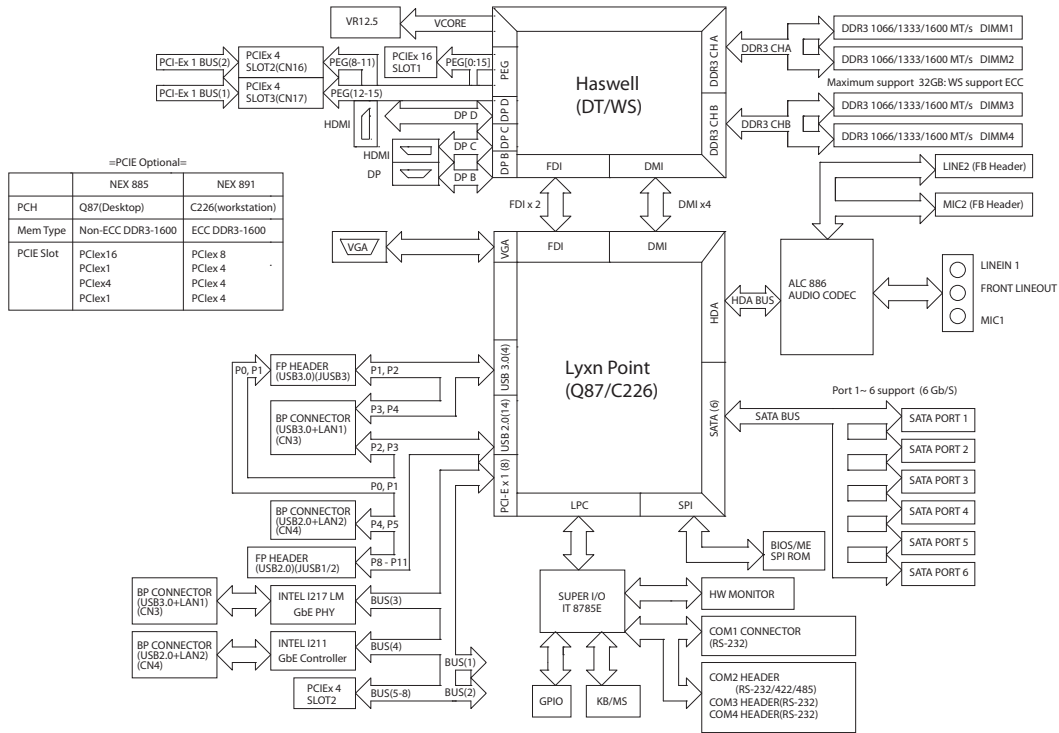 VR12.5
VCORE
PCI-Ex 1 BUS(2)
PCI-Ex 1 BUS(1)
PCIEx 4
SLOT2(CN16)
PCIEx 4
SLOT3(CN17)
PEG(8-11)
PEG(12-15)
PCIEx 16
SLOT1
PEG[0:15]
PEG
DP D
DP C
DP B
HDMI
DP D
HDMI
DP C
DP
DP B
Haswell
(DT/WS)
FDI
DMI
DDR3 CH A
DDR3 CH B
DDR3 CHA
DDR3 CHB
DDR3 1066/1333/1600 MT/s DIMM1
DDR3 1066/1333/1600 MT/s DIMM2
Maximum support 32GB: WS support ECC
DDR3 1066/1333/1600 MT/s DIMM3
DDR3 1066/1333/1600 MT/s DIMM4
FDI x 2
DMI x4
=PCIE Optional=
NEX 885
NEX 891
PCH
Q87(Desktop)
C226(workstation)
Mem Type
Non-ECC DDR3-1600
ECC DDR3-1600
PCIE Slot
PCIex16
PCIex1
PCIex4
PCIex1
PCIex 8
PCIex 4
PCIex 4
PCIex 4
VGA
VGA
FDI
DMI
Lyxn Point
(Q87/C226)
HDA
SATA (6)
USB 3.0(4)
USB 2.0(14)
PCI-E x 1 (8)
LPC
SPI
LINE2 (FB Header)
MIC2 (FB Header)
HDA BUS
ALC 886
AUDIO CODEC
LINEIN 1
FRONT LINEOUT
MIC1
P0, P1
FP HEADER
(USB3.0)(JUSB3)
P1, P2
BP CONNECTOR
(USB3.0+LAN1)
(CN3)
P3, P4
P2, P3
P0, P1
BP CONNECTOR
(USB2.0+LAN2)
(CN4)
P4, P5
FP HEADER
(USB2.0)(JUSB1/2)
P8 - P11
BP CONNECTOR
(USB3.0+LAN1)
(CN3)
INTEL I217 LM
GbE PHY
BUS(3)
BP CONNECTOR
(USB2.0+LAN2)
(CN4)
INTEL I211
GbE Controller
BUS(4)
PCIEx 4
SLOT2
BUS(5-8)
BUS(1)
BUS(2)
Port 1~ 6 support (6 Gb/S)
SATA BUS
SATA PORT 1
SATA PORT 2
SATA PORT 3
SATA PORT 4
SATA PORT 5
SATA PORT 6
BIOS/ME
SPI ROM
SUPER I/O
IT 8785E
HW MONITOR
COM1 CONNECTOR
(RS-232)
COM2 HEADER
(RS-232/422/485)
COM3 HEADER(RS-232)
COM4 HEADER(RS-232)
GPIO
KB/MS